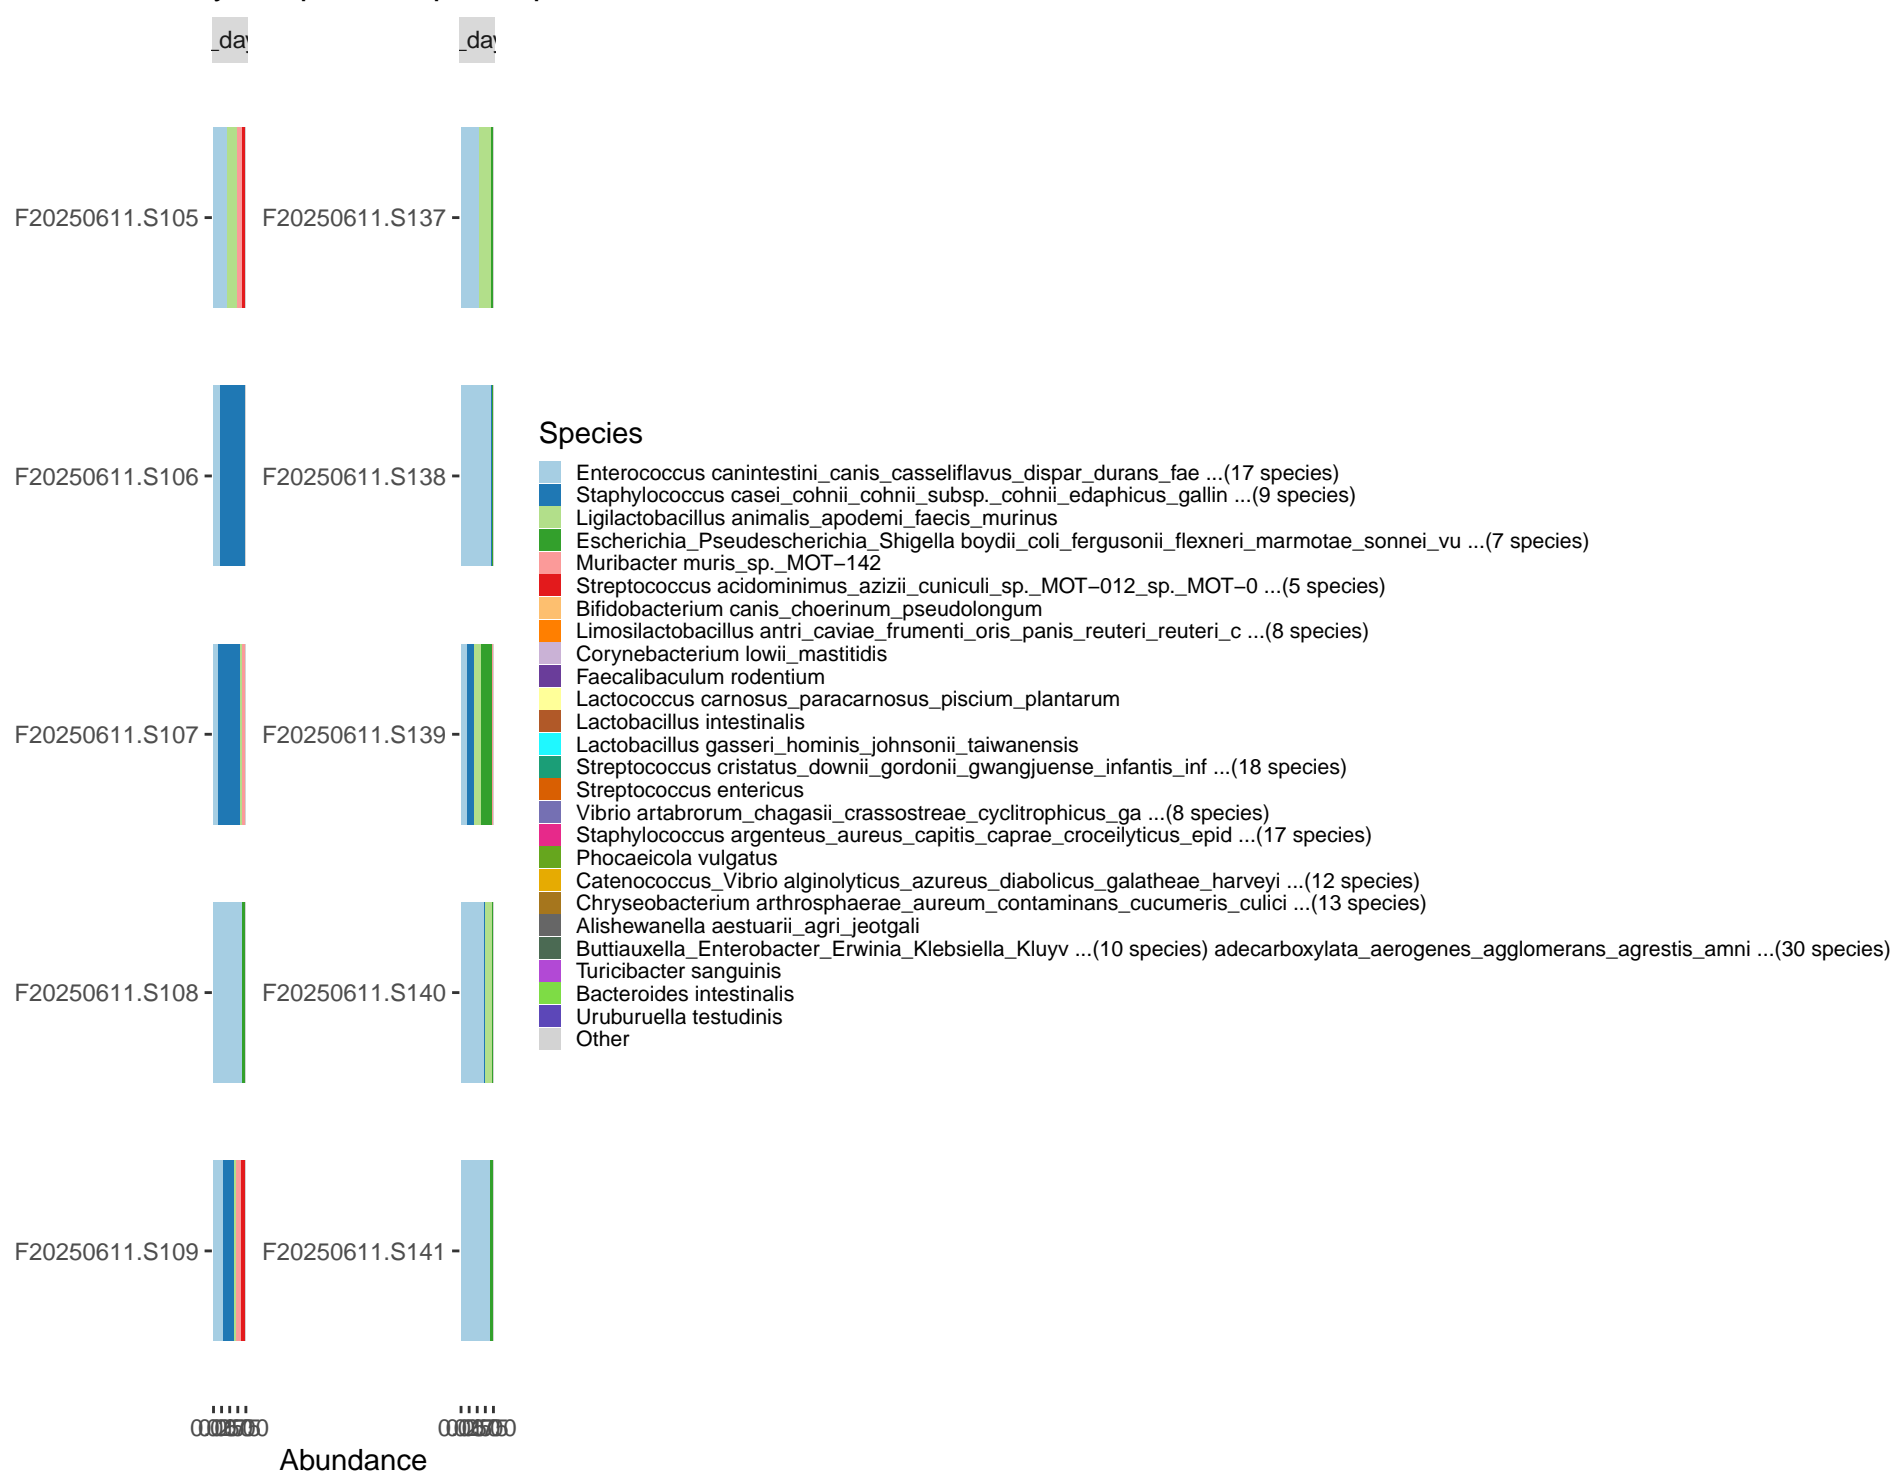 _day
_day
F20250611.S105
F20250611.S137
F20250611.S106
F20250611.S138
F20250611.S107
F20250611.S139
F20250611.S108
F20250611.S140
F20250611.S109
F20250611.S141
Abundance
Species
Enterococcus canintestini_canis_casseliflavus_dispar_durans_fae ...(17 species)
Staphylococcus casei_cohnii_cohnii_subsp._cohnii_edaphicus_gallin ...(9 species)
Ligilactobacillus animalis_apodemi_faecis_murinus
Escherichia_Pseudescherichia_Shigella boydii_coli_fergusonii_flexneri_marmotae_sonnei_vu ...(7 species)
Muribacter muris_sp._MOT−142
Streptococcus acidominimus_azizii_cuniculi_sp._MOT−012_sp._MOT−0 ...(5 species)
Bifidobacterium canis_choerinum_pseudolongum
Limosilactobacillus antri_caviae_frumenti_oris_panis_reuteri_reuteri_c ...(8 species)
Corynebacterium lowii_mastitidis
Faecalibaculum rodentium
Lactococcus carnosus_paracarnosus_piscium_plantarum
Lactobacillus intestinalis
Lactobacillus gasseri_hominis_johnsonii_taiwanensis
Streptococcus cristatus_downii_gordonii_gwangjuense_infantis_inf ...(18 species)
Streptococcus entericus
Vibrio artabrorum_chagasii_crassostreae_cyclitrophicus_ga ...(8 species)
Staphylococcus argenteus_aureus_capitis_caprae_croceilyticus_epid ...(17 species)
Phocaeicola vulgatus
Catenococcus_Vibrio alginolyticus_azureus_diabolicus_galatheae_harveyi ...(12 species)
Chryseobacterium arthrosphaerae_aureum_contaminans_cucumeris_culici ...(13 species)
Alishewanella aestuarii_agri_jeotgali
Buttiauxella_Enterobacter_Erwinia_Klebsiella_Kluyv ...(10 species) adecarboxylata_aerogenes_agglomerans_agrestis_amni ...(30 species)
Turicibacter sanguinis
Bacteroides intestinalis
Uruburuella testudinis
Other